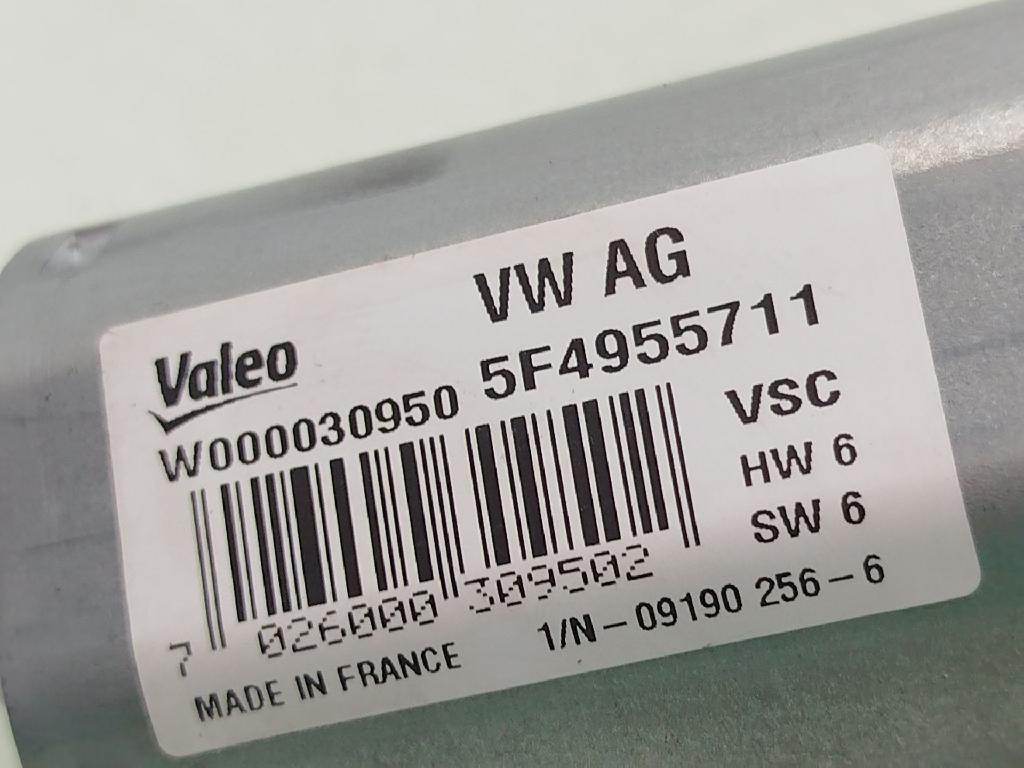 VW AG
Valeo
W000030950 5F4955711
VSC
HW 6
SW 6
7 026000 309502
MADE IN FRANCE 1/N - 09190 256 - 6